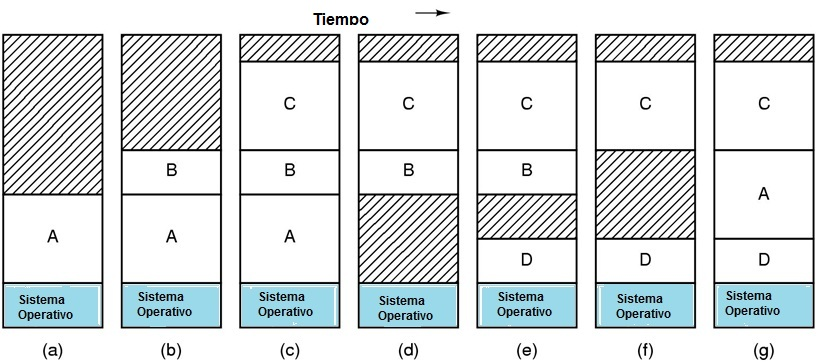 Tiempo
C C C C C
B B B B A
A A A D D D
Sistema Operativo Sistema Operativo Sistema Operativo Sistema Operativo Sistema Operativo Sistema Operativo Sistema Operativo
(a) (b) (c) (d) (e) (f) (g)